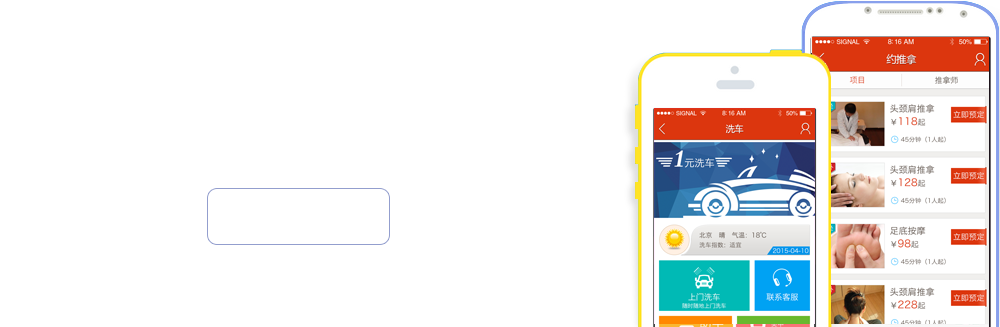 SIGNAL 8:16 AM 50%
洗车
1元洗车
北京 晴 气温：18℃
洗车指数：适宜
2015-04-10
上门洗车
随时随地上门洗车
联系客服
SIGNAL 8:16 AM 50%
约推拿
项目 推拿师
头颈肩推拿
¥118起
立即预定
45分钟（1人起）
头颈肩推拿
¥128起
立即预定
45分钟（1人起）
足底按摩
¥98起
立即预定
45分钟（1人起）
头颈肩推拿
¥228起
立即预定
45分钟（1人起）